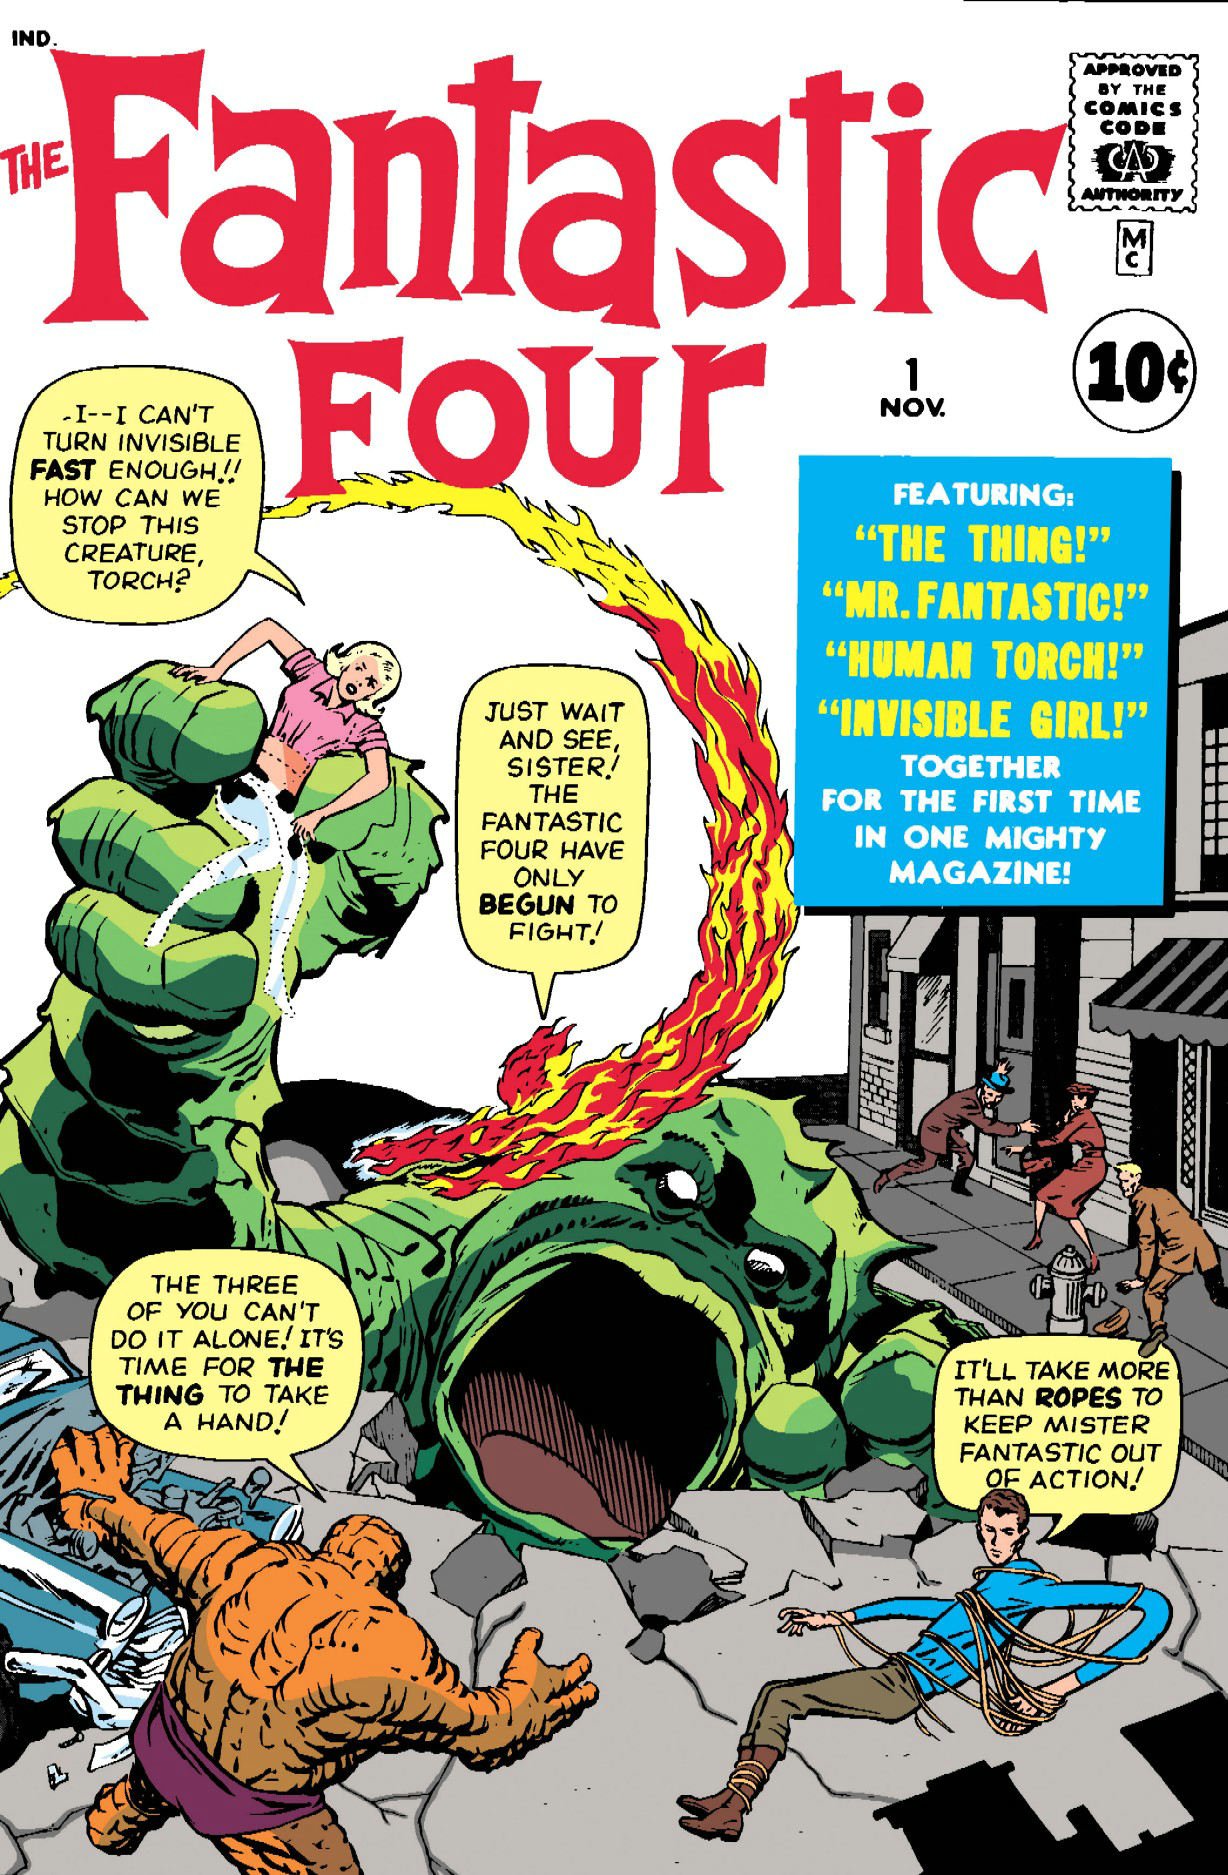 IND.
THE
Fantastic
Four
APPROVED
BY THE
COMICS
CODE
CA
AUTHORITY
M
C
10¢
1
NOV.
I--I CAN'T
TURN INVISIBLE
FAST ENOUGH!!
HOW CAN WE
STOP THIS
CREATURE,
TORCH?
FEATURING:
“THE THING!”
“MR. FANTASTIC!”
“HUMAN TORCH!”
“INVISIBLE GIRL!”
TOGETHER
FOR THE FIRST TIME
IN ONE MIGHTY
MAGAZINE!
JUST WAIT
AND SEE,
SISTER!
THE
FANTASTIC
FOUR HAVE
ONLY
BEGUN TO
FIGHT!
THE THREE
OF YOU CAN'T
DO IT ALONE! IT'S
TIME FOR THE
THING TO TAKE
A HAND!
IT'LL TAKE MORE
THAN ROPES TO
KEEP MISTER
FANTASTIC OUT
OF ACTION!